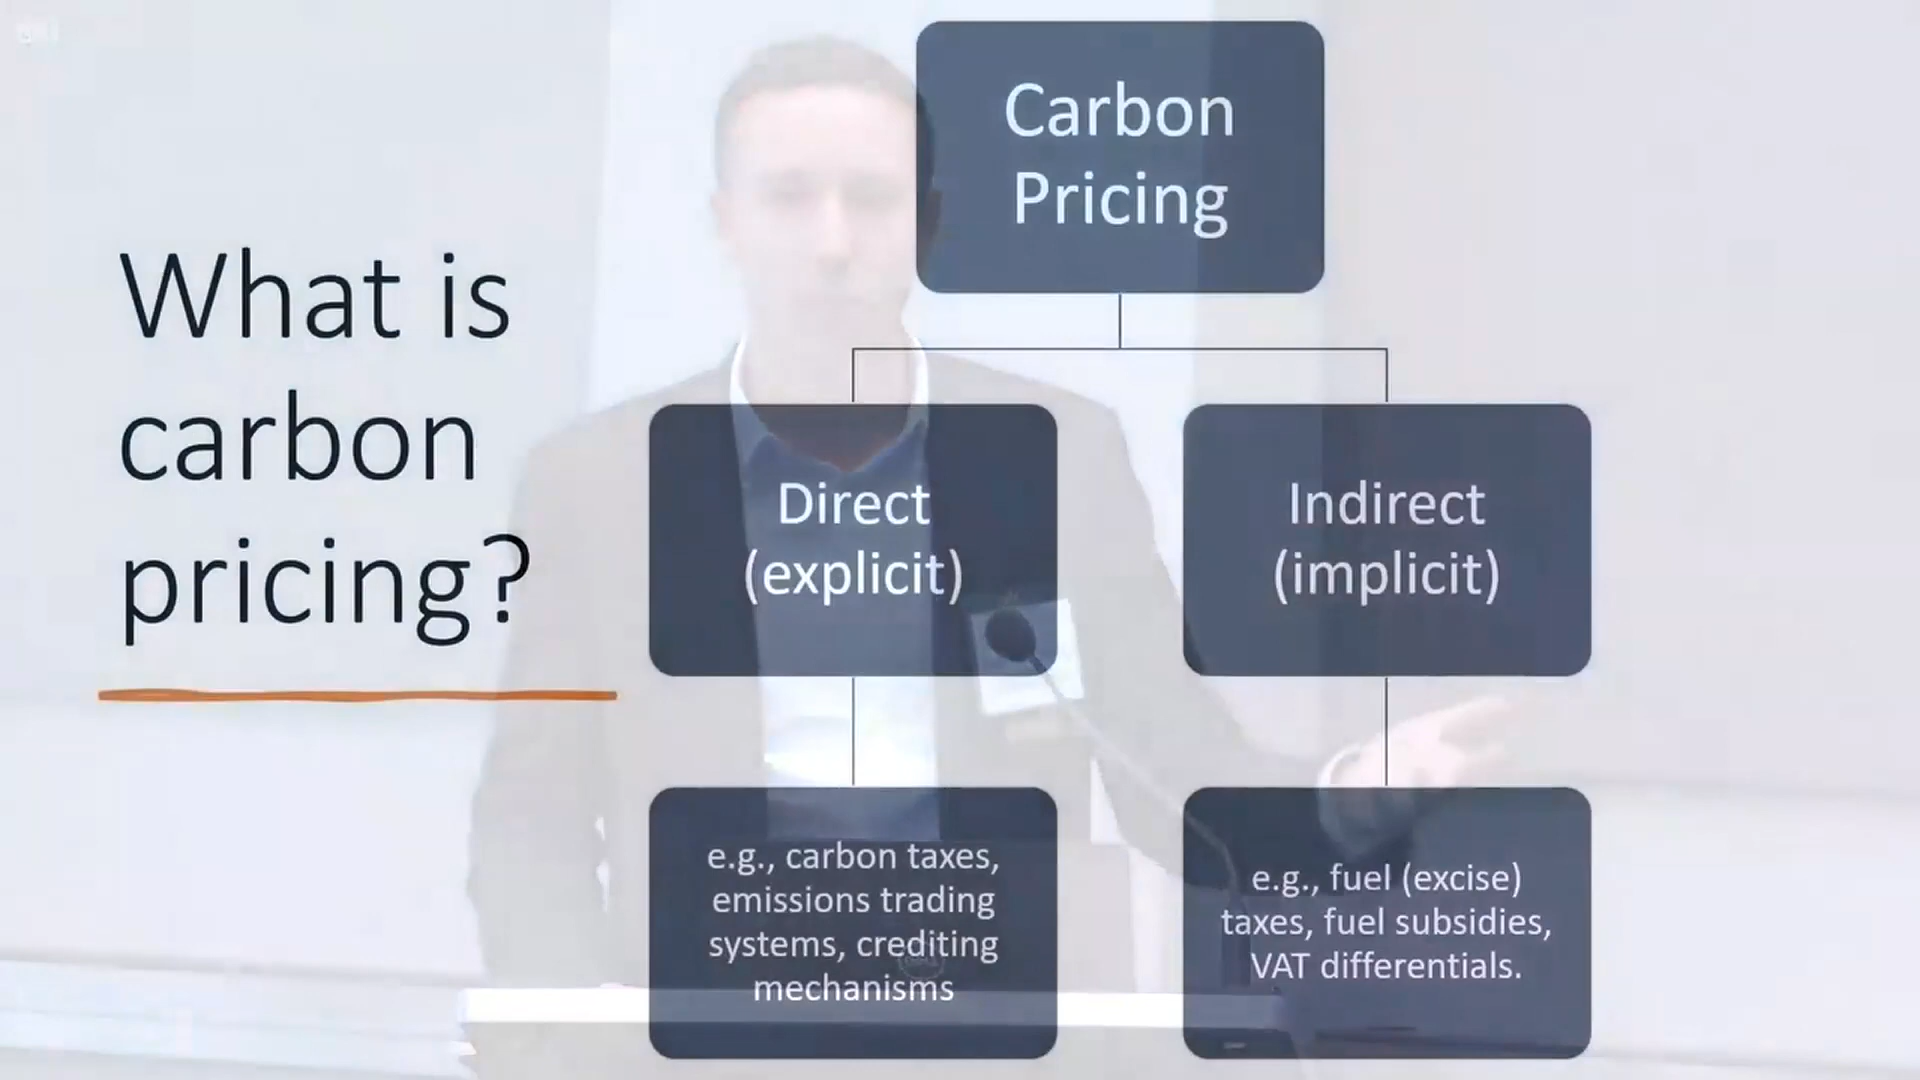 What is
carbon
pricing?
Carbon
Pricing
Direct
(explicit)
Indirect
(implicit)
e.g., carbon taxes,
emissions trading
systems, crediting
mechanisms
e.g., fuel (excise)
taxes, fuel subsidies,
VAT differentials.